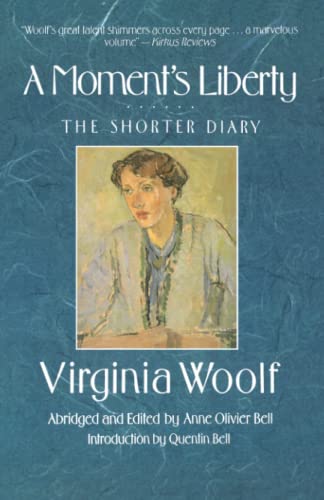 "Woolf's great talent shimmers across every page . . . a marvelous
volume" — Kirkus Reviews
A Moment's Liberty
THE SHORTER DIARY
Virginia Woolf
Abridged and Edited by Anne Olivier Bell
Introduction by Quentin Bell